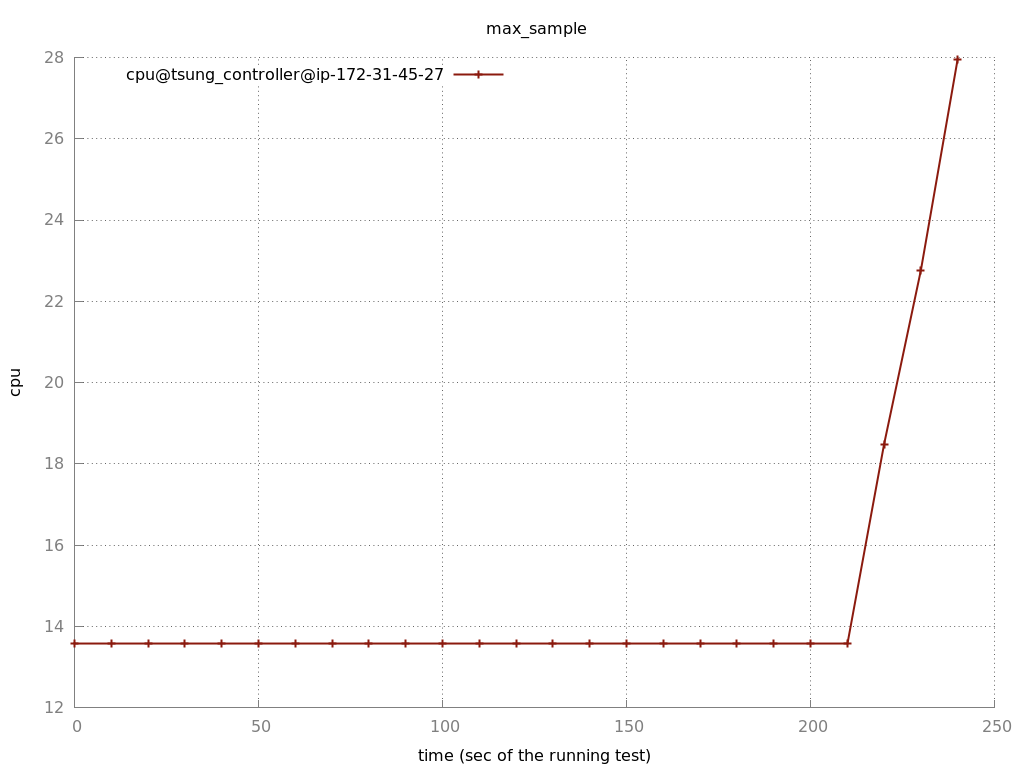 max_sample
28
cpu@tsung_controller@ip-172-31-45-27
26
24
22
20
cpu
18
16
14
12
0 50 100 150 200 250
time (sec of the running test)